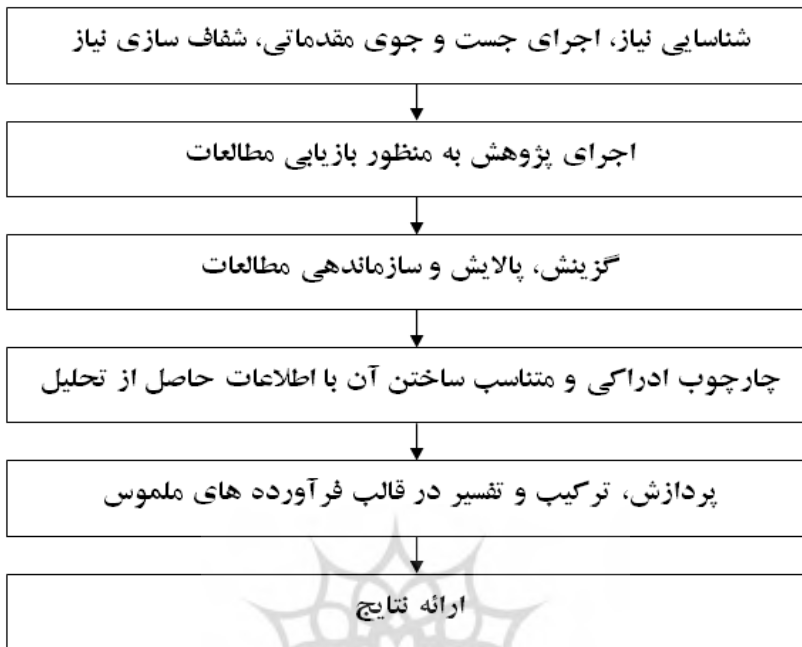 شناسایی نیاز، اجرای جست و جوی مقدماتی، شفاف سازی نیاز
اجرای پژوهش به منظور بازیابی مطالعات
گزینش، پالایش و سازماندهی مطالعات
چارچوب ادراکی و متناسب ساختن آن با اطلاعات حاصل از تحلیل
پردازش، ترکیب و تفسیر در قالب فرآورده های ملموس
ارائه نتایج